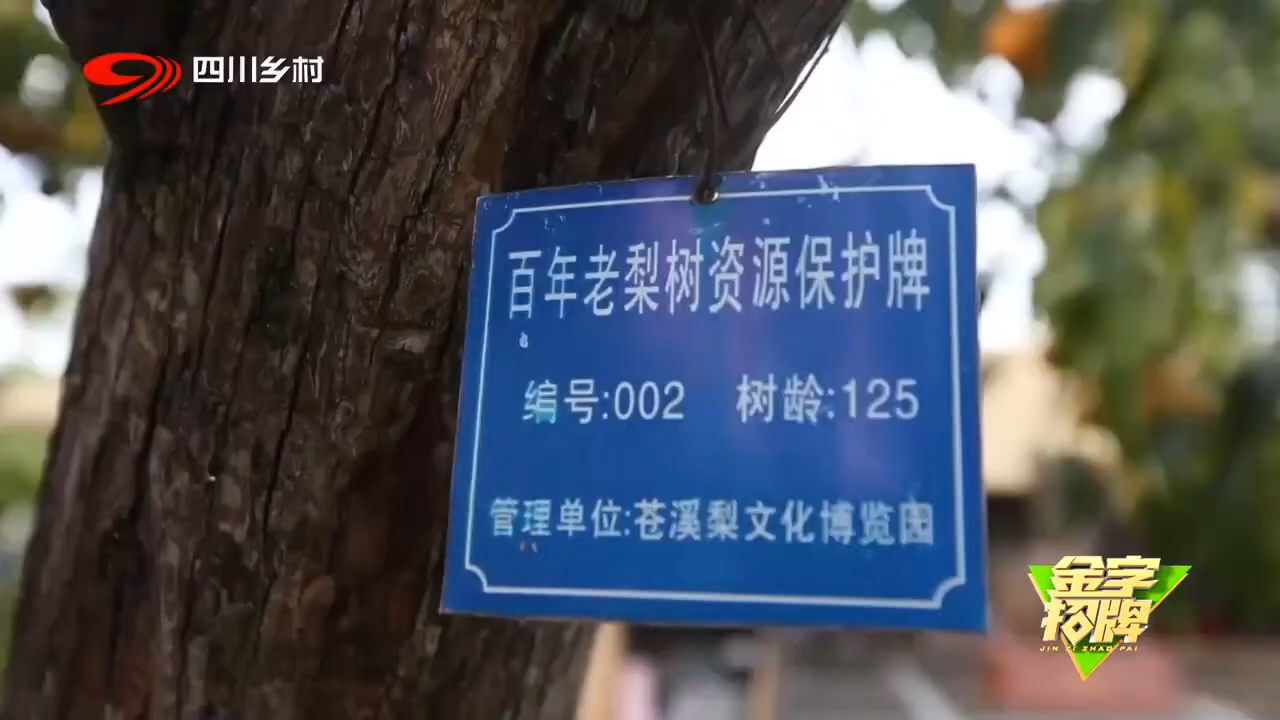 四川乡村
百年老梨树资源保护牌
编号:002 树龄:125
管理单位:苍溪梨文化博览园
金字招牌
JIN ZI ZHAO PAI